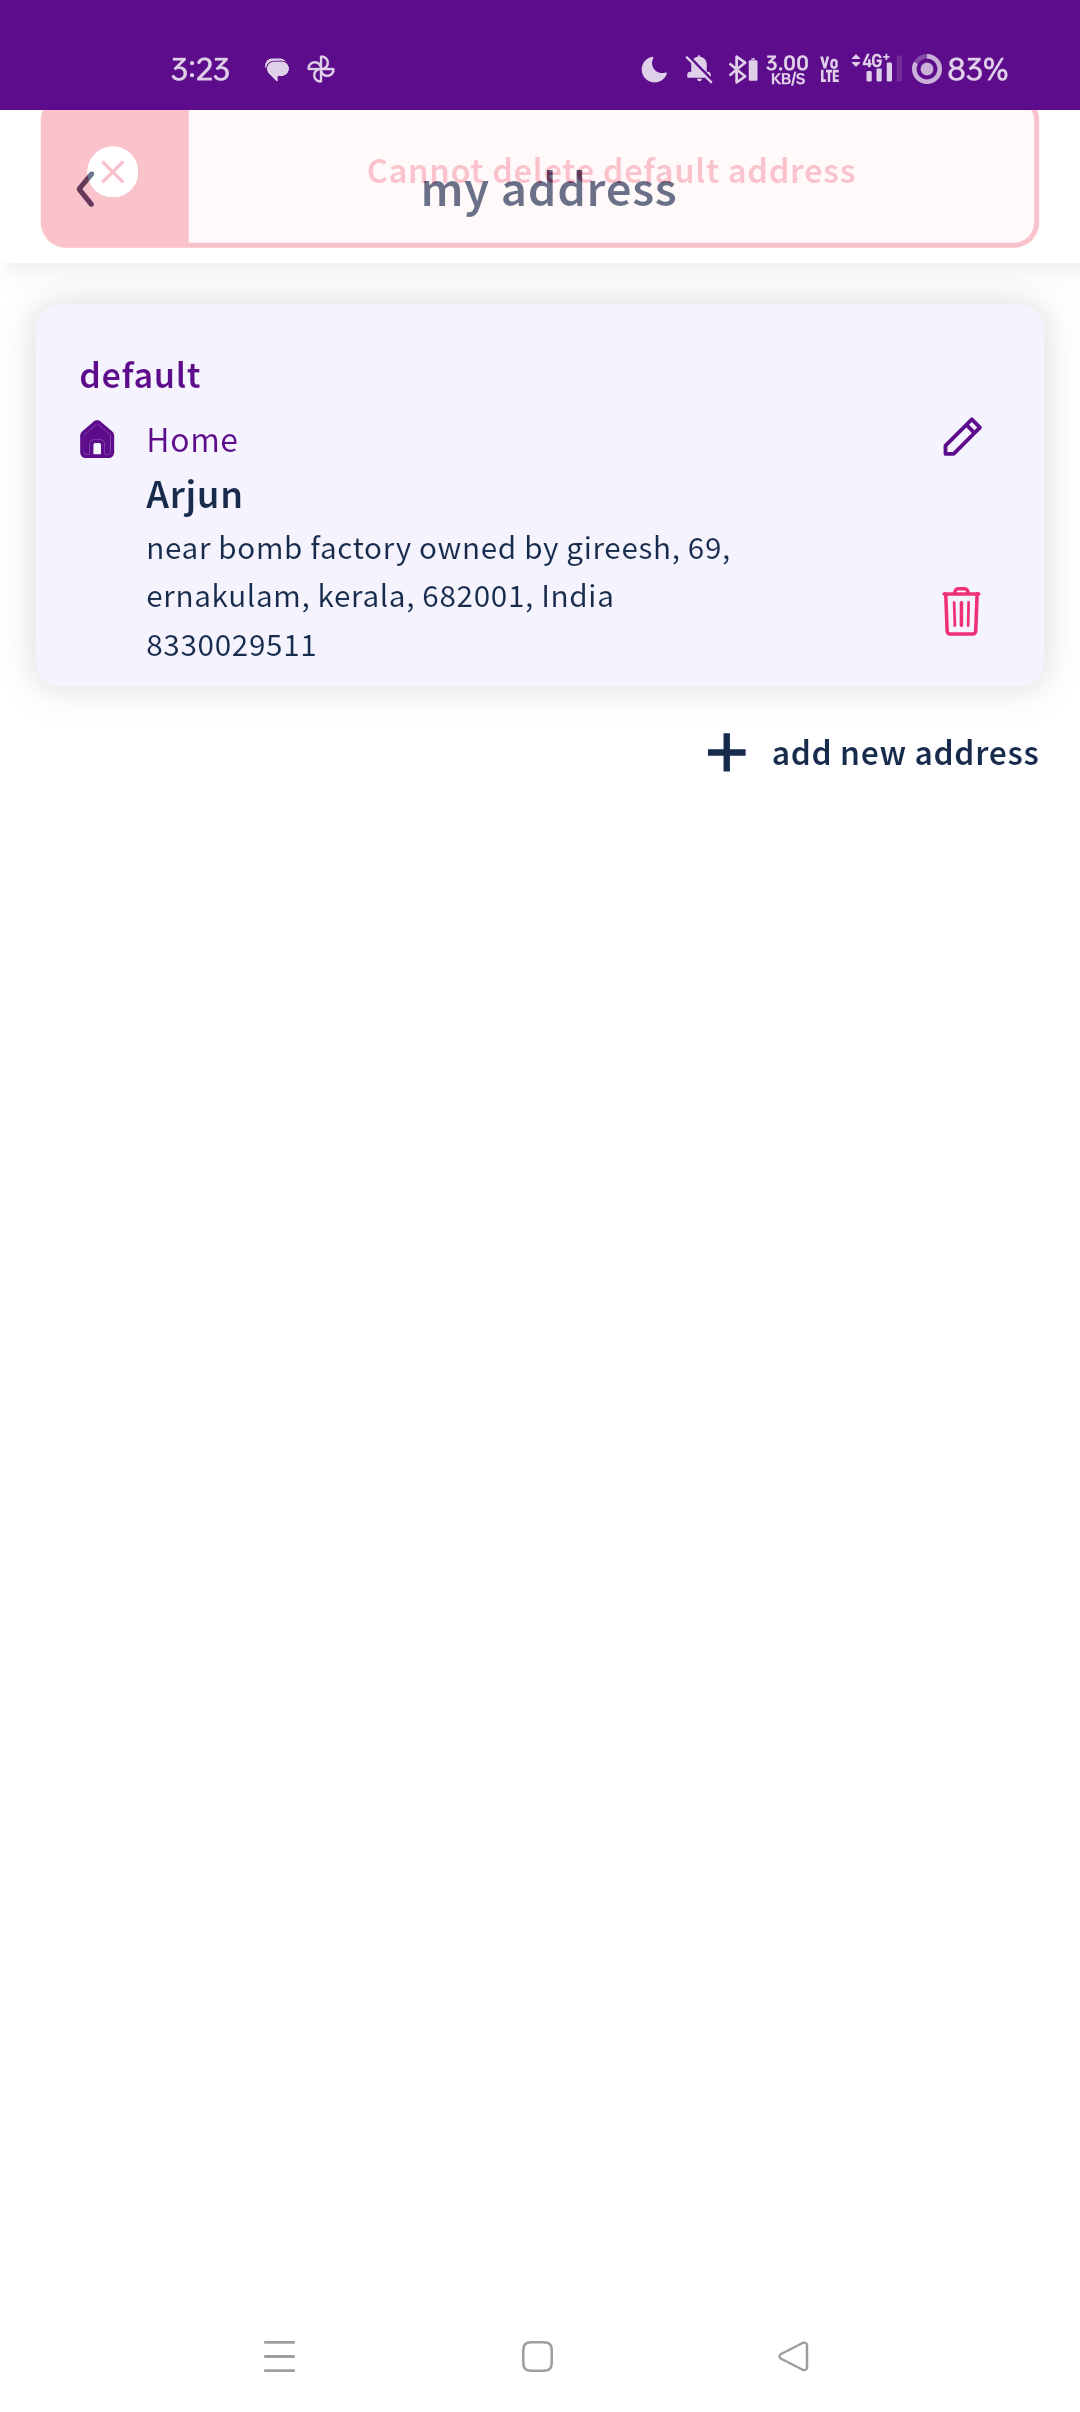 3:23
3.00 KB/S Vo LTE 4G+ 83%
Cannot delete default address
my address
default
Home
Arjun
near bomb factory owned by gireesh, 69,
ernakulam, kerala, 682001, India
8330029511
add new address